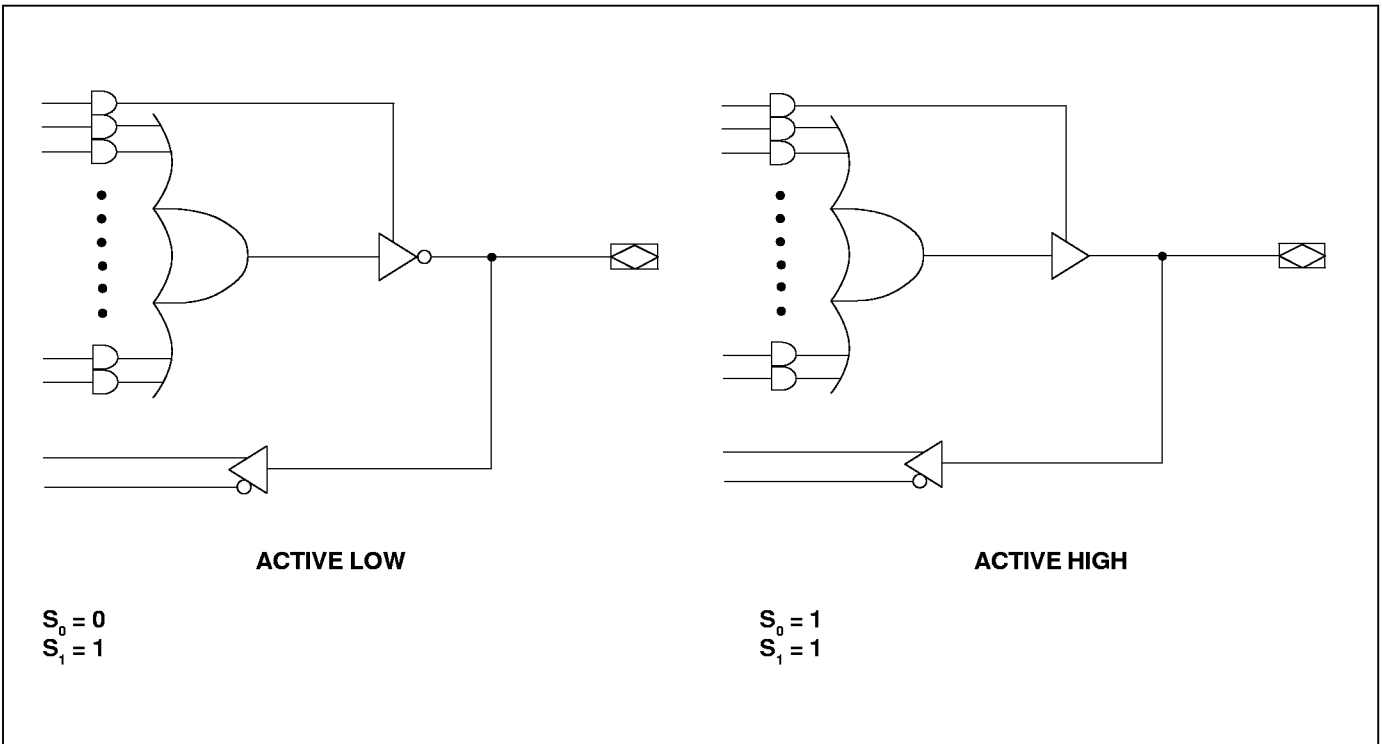 ACTIVE LOW
S₀ = 0
S₁ = 1
ACTIVE HIGH
S₀ = 1
S₁ = 1